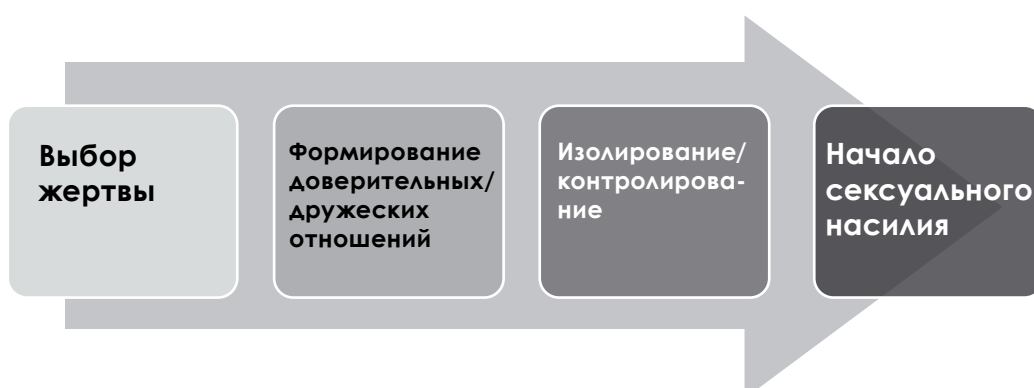 Выбор
жертвы
Формирование
доверительных/
дружеских
отношений
Изолирование/
контролирова-
ние
Начало
сексуального
насилия